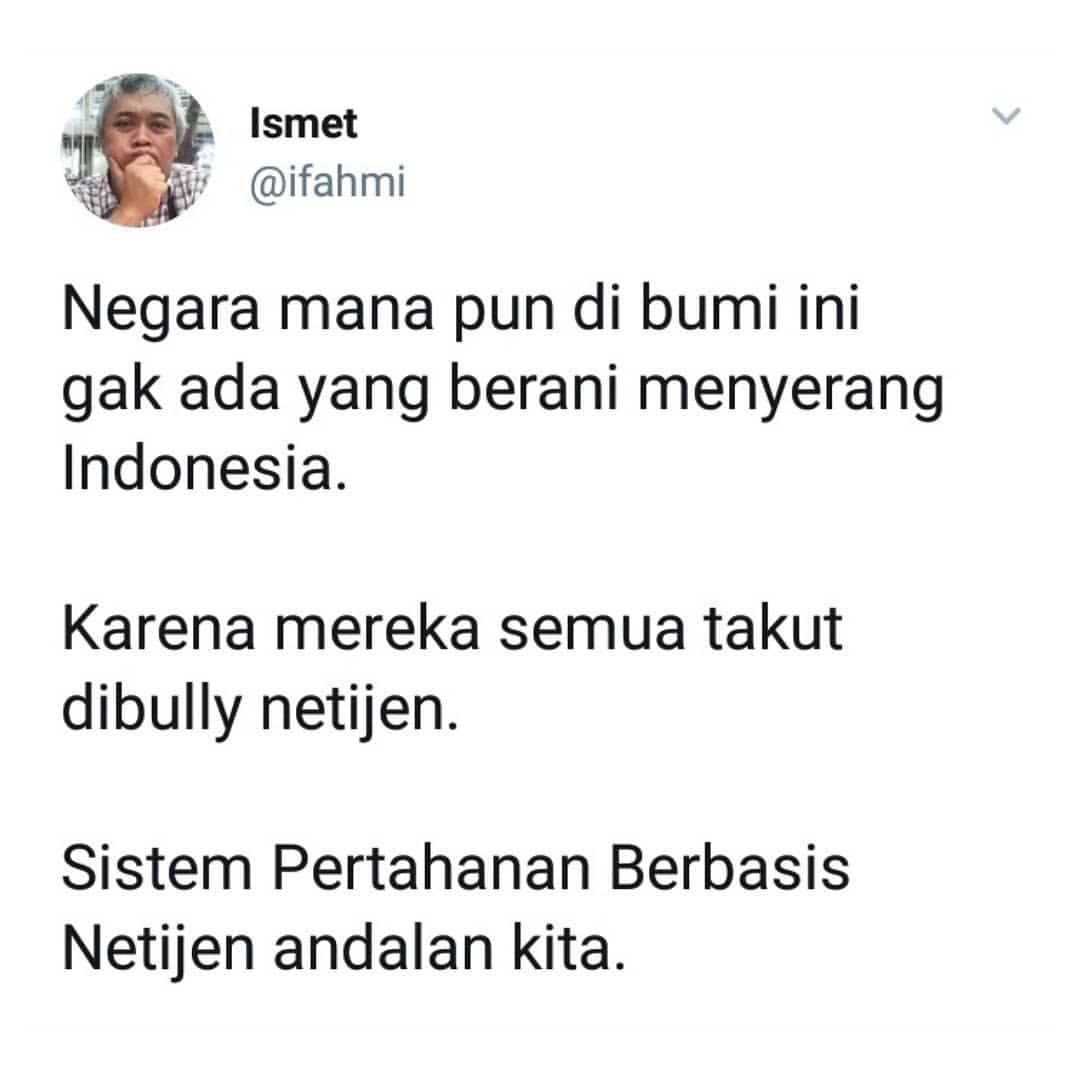 Ismet
@ifahmi
Negara mana pun di bumi ini
gak ada yang berani menyerang
Indonesia.
Karena mereka semua takut
dibully netijen.
Sistem Pertahanan Berbasis
Netijen andalan kita.